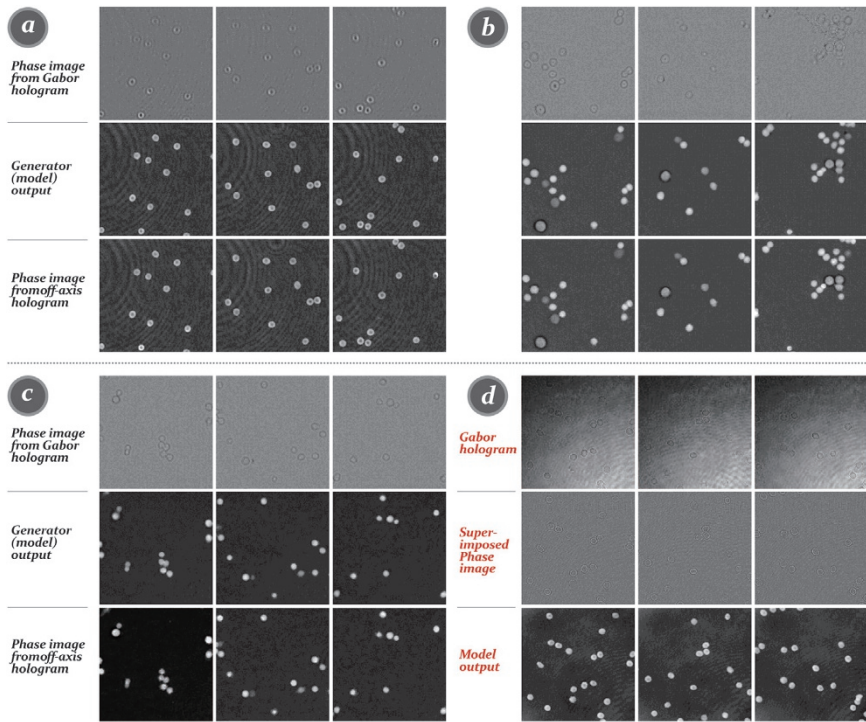 a
Phase image
from Gabor
hologram
Generator
(model)
output
Phase image
fromoff-axis
hologram
b
c
Phase image
from Gabor
hologram
Generator
(model)
output
Phase image
fromoff-axis
hologram
d
Gabor
hologram
Super-
imposed
Phase
image
Model
output